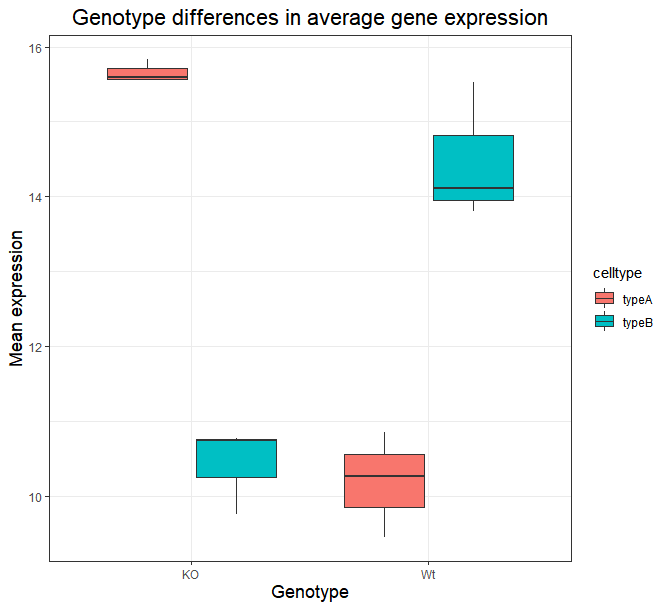 Genotype differences in average gene expression
16
14
12
10
Mean expression
KO
Wt
Genotype
celltype
typeA
typeB